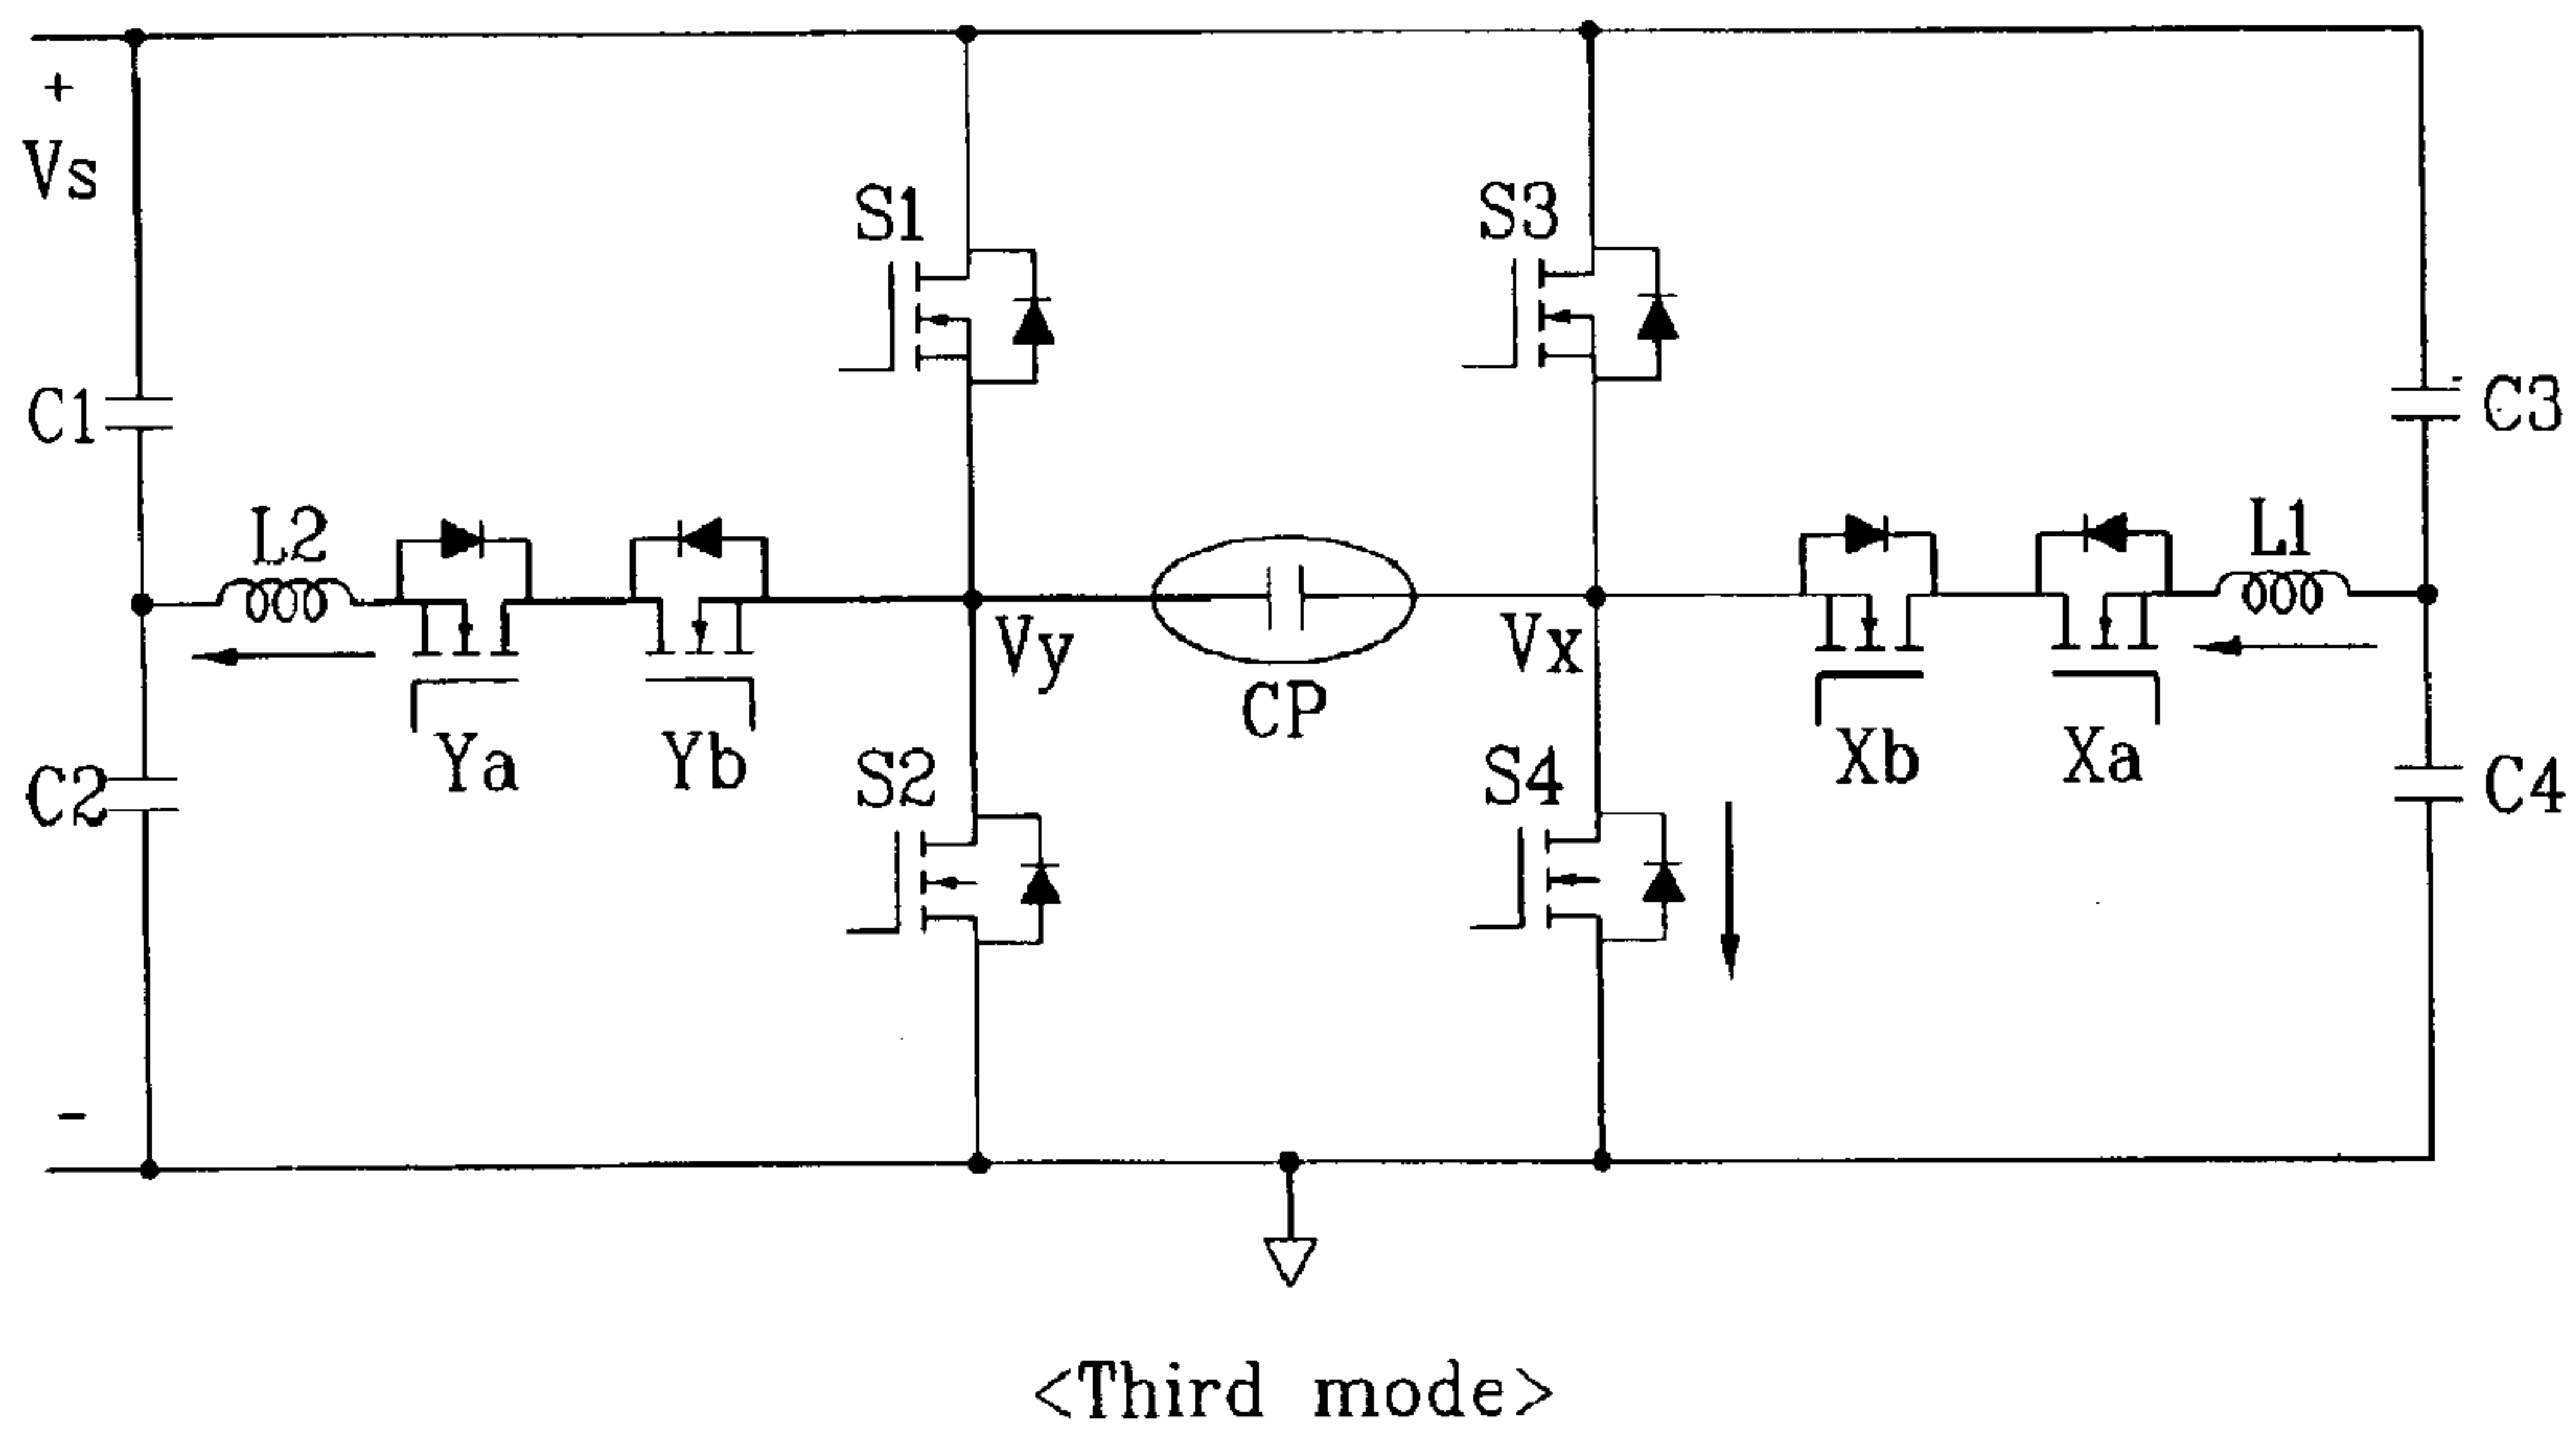 +
Vs
S1
S3
C1
C3
L2
L1
Vy
Vx
CP
Ya
Yb
Xb
Xa
S2
S4
C2
C4
-
<Third mode>